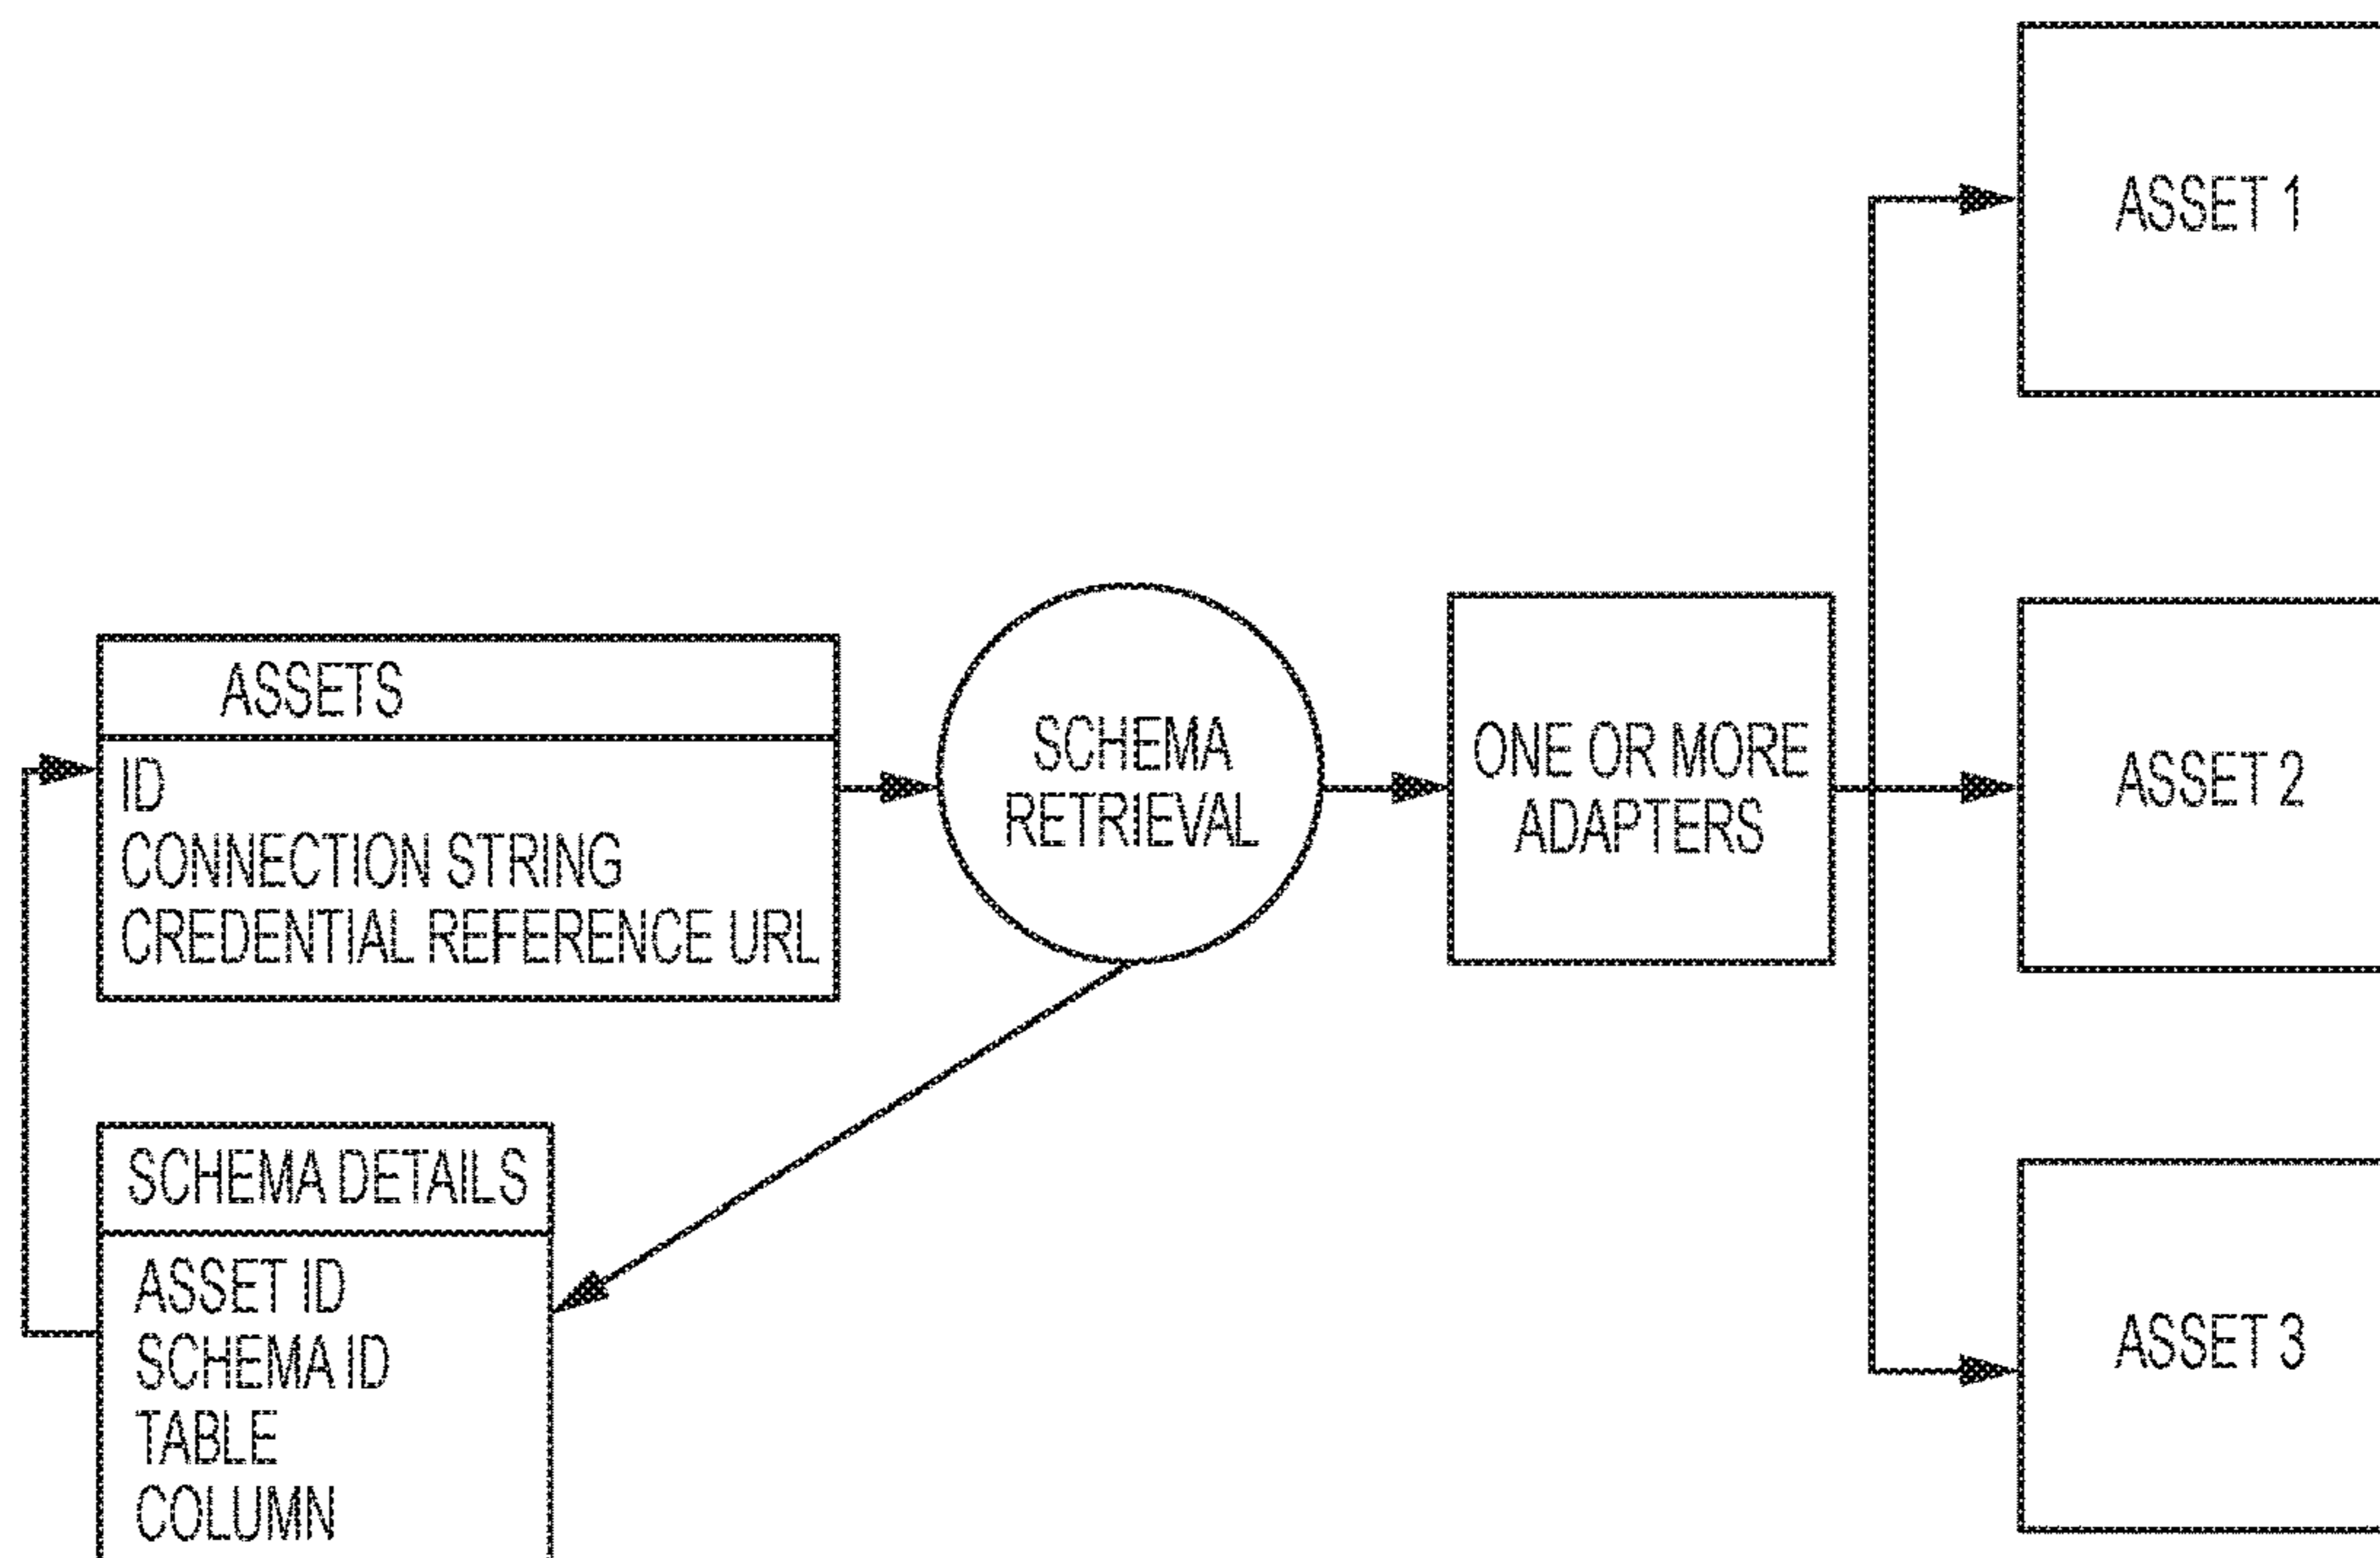 ASSETS
ID
CONNECTION STRING
CREDENTIAL REFERENCE URL
SCHEMA DETAILS
ASSET ID
SCHEMA ID
TABLE
COLUMN
SCHEMA
RETRIEVAL
ONE OR MORE
ADAPTERS
ASSET 1
ASSET 2
ASSET 3